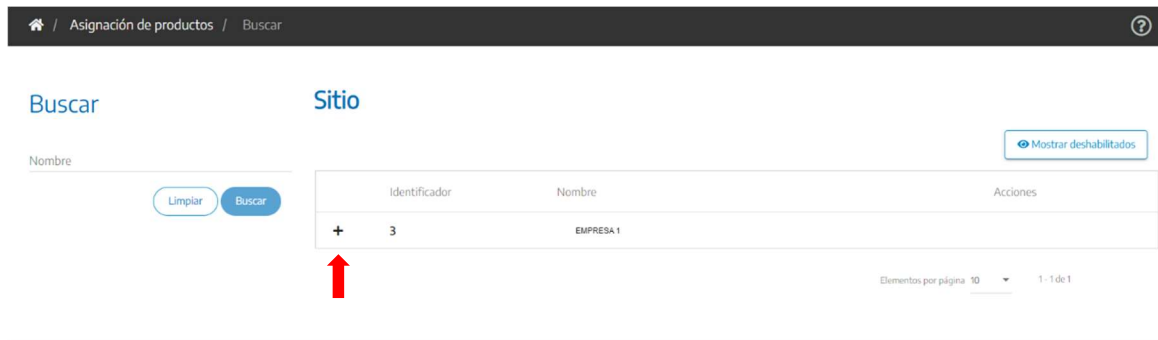 / Asignación de productos / Buscar
Buscar
Nombre
Limpiar Buscar
Sitio
Mostrar deshabilitados
Identificador Nombre Acciones
+ 3 EMPRESA 1
Elementos por página 10 1 - 1 de 1